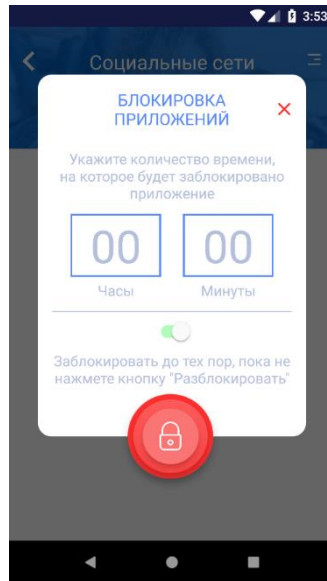 3:53
Социальные сети
БЛОКИРОВКА
ПРИЛОЖЕНИЙ
Укажите количество времени,
на которое будет заблокировано
приложение
00 00
Часы Минуты
Заблокировать до тех пор, пока не
нажмете кнопку "Разблокировать"